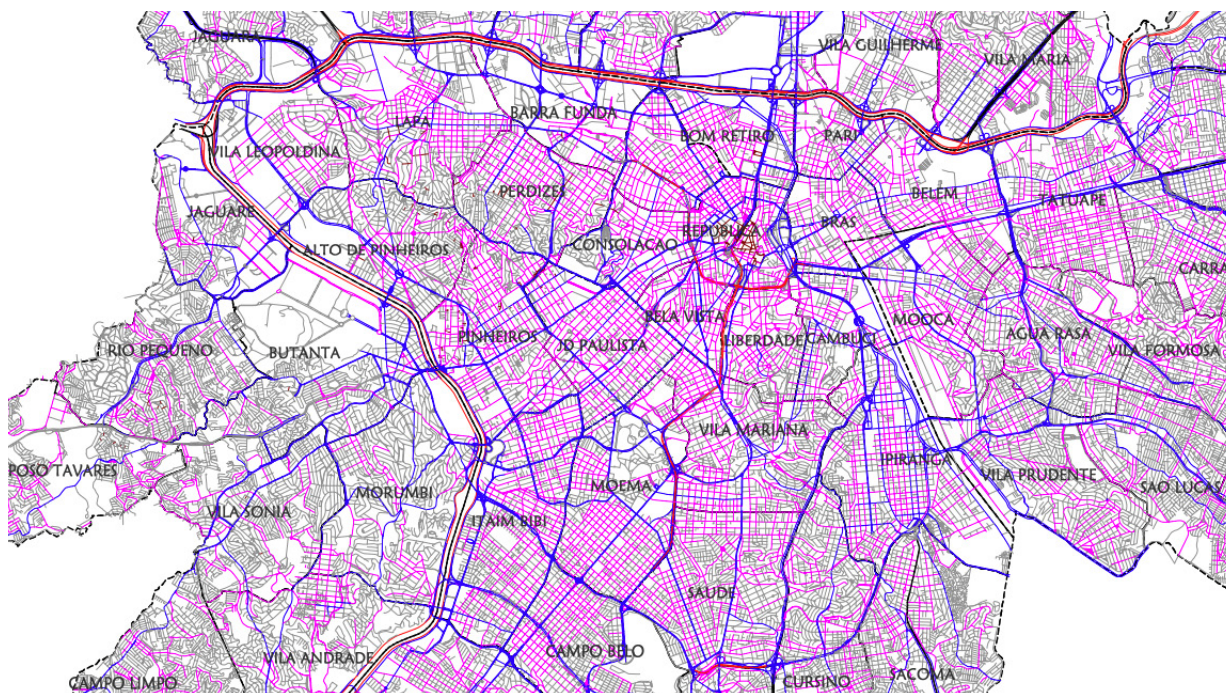 JAGUARA
VILA GUILHERME
VILA MARIA
BARRA FUNDA
LAPA
BOM RETIRO
PARI
VILA LEOPOLDINA
PERDIZES
BELEM
TATUAPE
JAGUARE
REPUBLICA
BRAS
ALTO DE PINHEIROS
CONSOLACAO
CARRA
BELA VISTA
MOOCA
PINHEIROS
JD PAULISTA
LIBERDADE
CAMBUCI
AGUA RASA
RIO PEQUENO
BUTANTA
VILA FORMOSA
VILA MARIANA
POSO TAVARES
IPIRANGA
VILA PRUDENTE
MORUMBI
MOEMA
SAO LUCAS
VILA SONIA
ITAIM BIBI
SAUDE
CAMPO BELO
VILA ANDRADE
CAMPO LIMPO
CURSINO
SACOMA